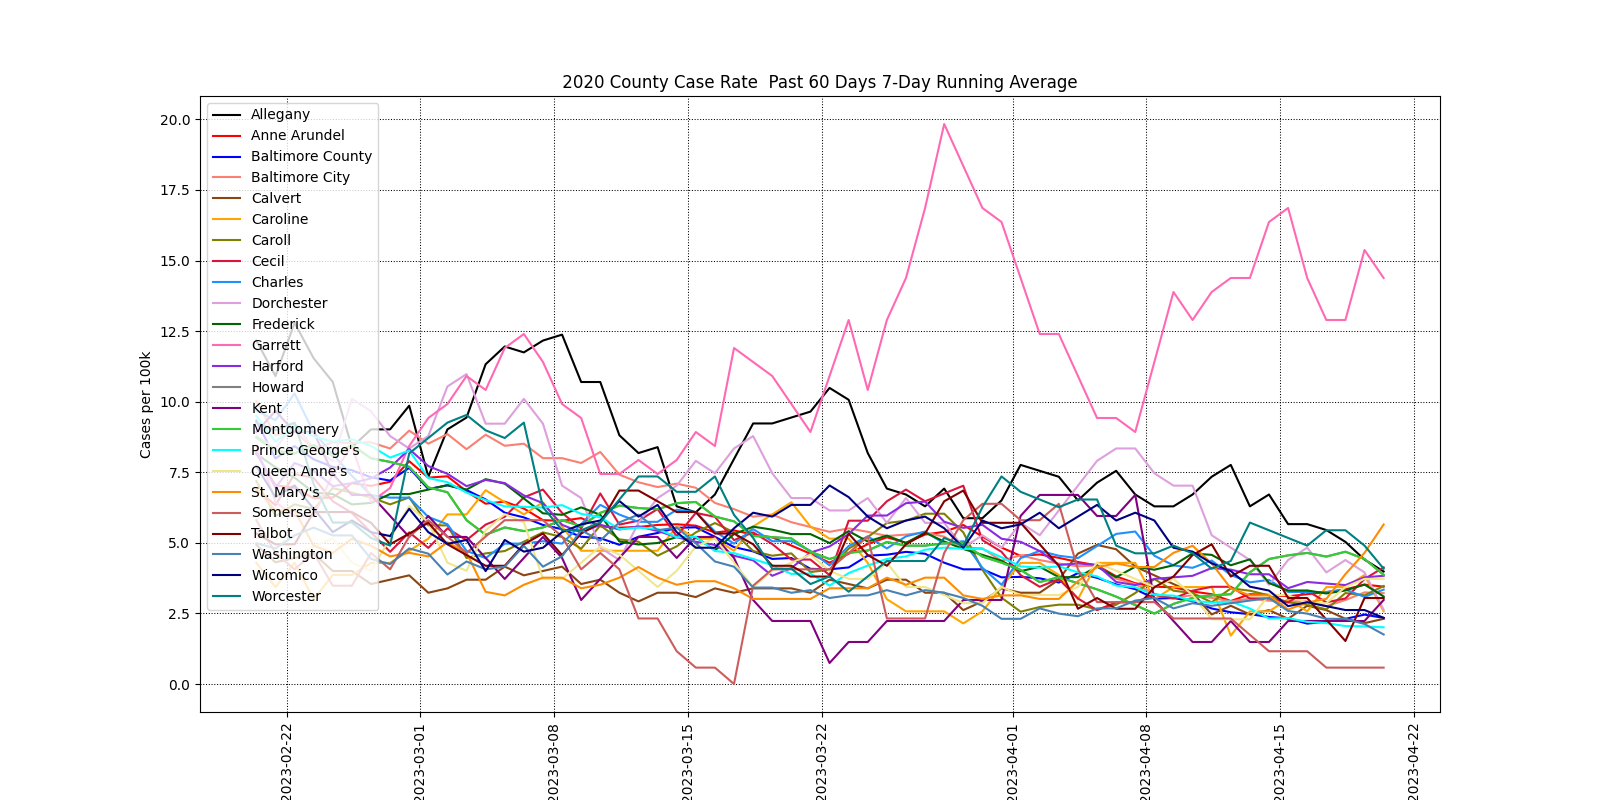 2020 County Case Rate  Past 60 Days 7-Day Running Average
Cases per 100k
20.0
17.5
15.0
12.5
10.0
7.5
5.0
2.5
0.0
Allegany
Anne Arundel
Baltimore County
Baltimore City
Calvert
Caroline
Caroll
Cecil
Charles
Dorchester
Frederick
Garrett
Harford
Howard
Kent
Montgomery
Prince George's
Queen Anne's
St. Mary's
Somerset
Talbot
Washington
Wicomico
Worcester
2023-02-22
2023-03-01
2023-03-08
2023-03-15
2023-03-22
2023-04-01
2023-04-08
2023-04-15
2023-04-22